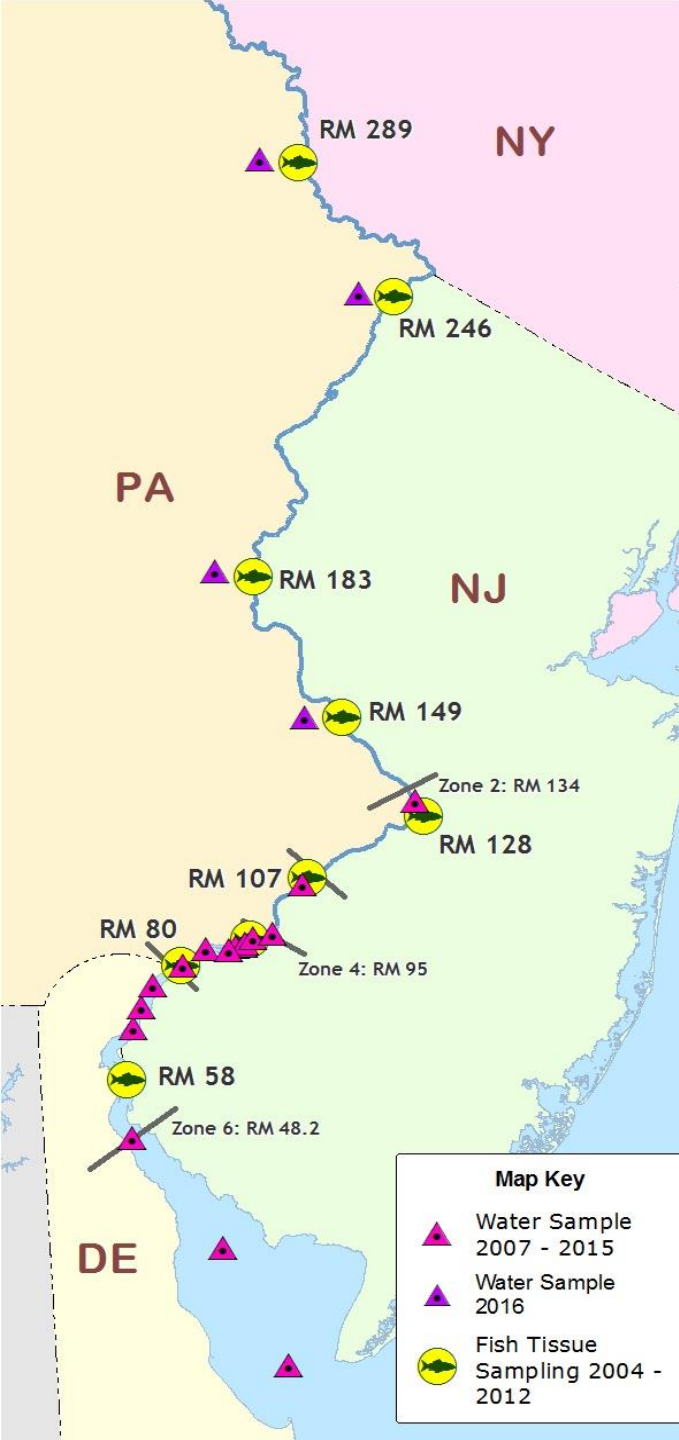 RM 289
NY
RM 246
PA
NJ
RM 183
RM 149
Zone 2: RM 134
RM 128
RM 107
RM 80
Zone 4: RM 95
RM 58
Zone 6: RM 48.2
DE
Map Key
Water Sample
2007 - 2015
Water Sample
2016
Fish Tissue
Sampling 2004 -
2012